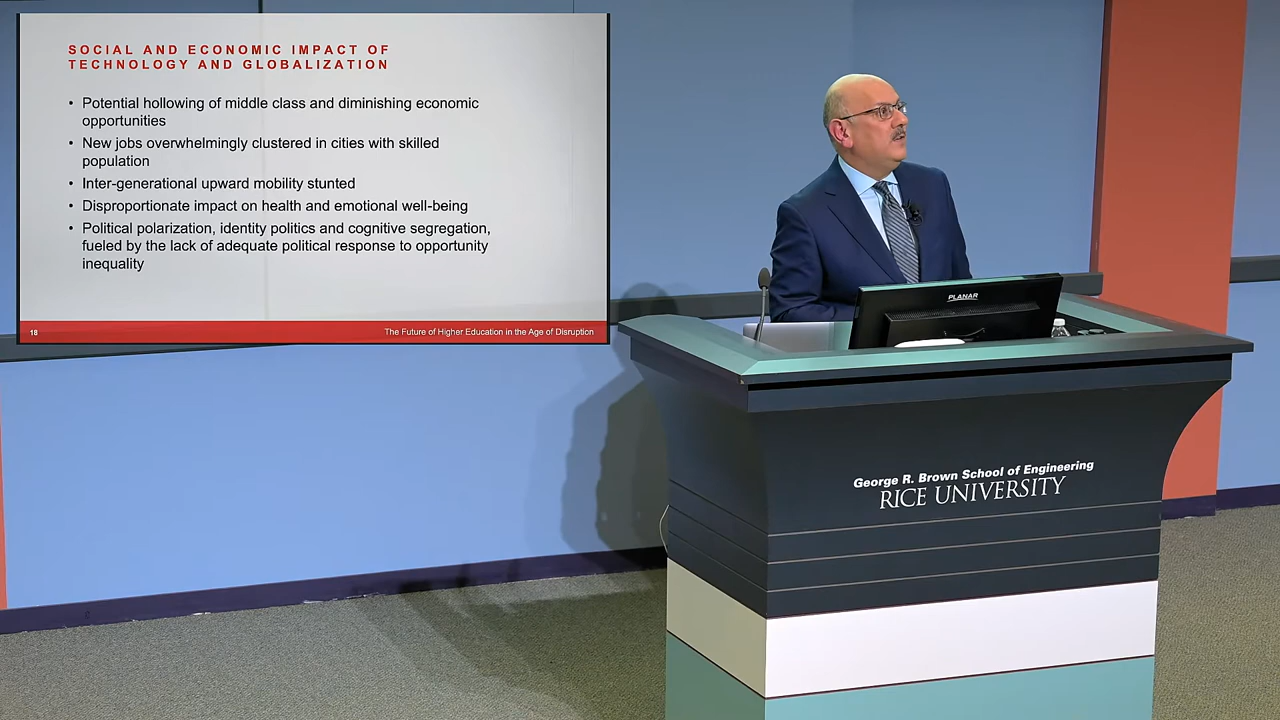 SOCIAL AND ECONOMIC IMPACT OF
TECHNOLOGY AND GLOBALIZATION
• Potential hollowing of middle class and diminishing economic
opportunities
• New jobs overwhelmingly clustered in cities with skilled
population
• Inter-generational upward mobility stunted
• Disproportionate impact on health and emotional well-being
• Political polarization, identity politics and cognitive segregation,
fueled by the lack of adequate political response to opportunity
inequality
18
The Future of Higher Education in the Age of Disruption
PLANAR
George R. Brown School of Engineering
RICE UNIVERSITY